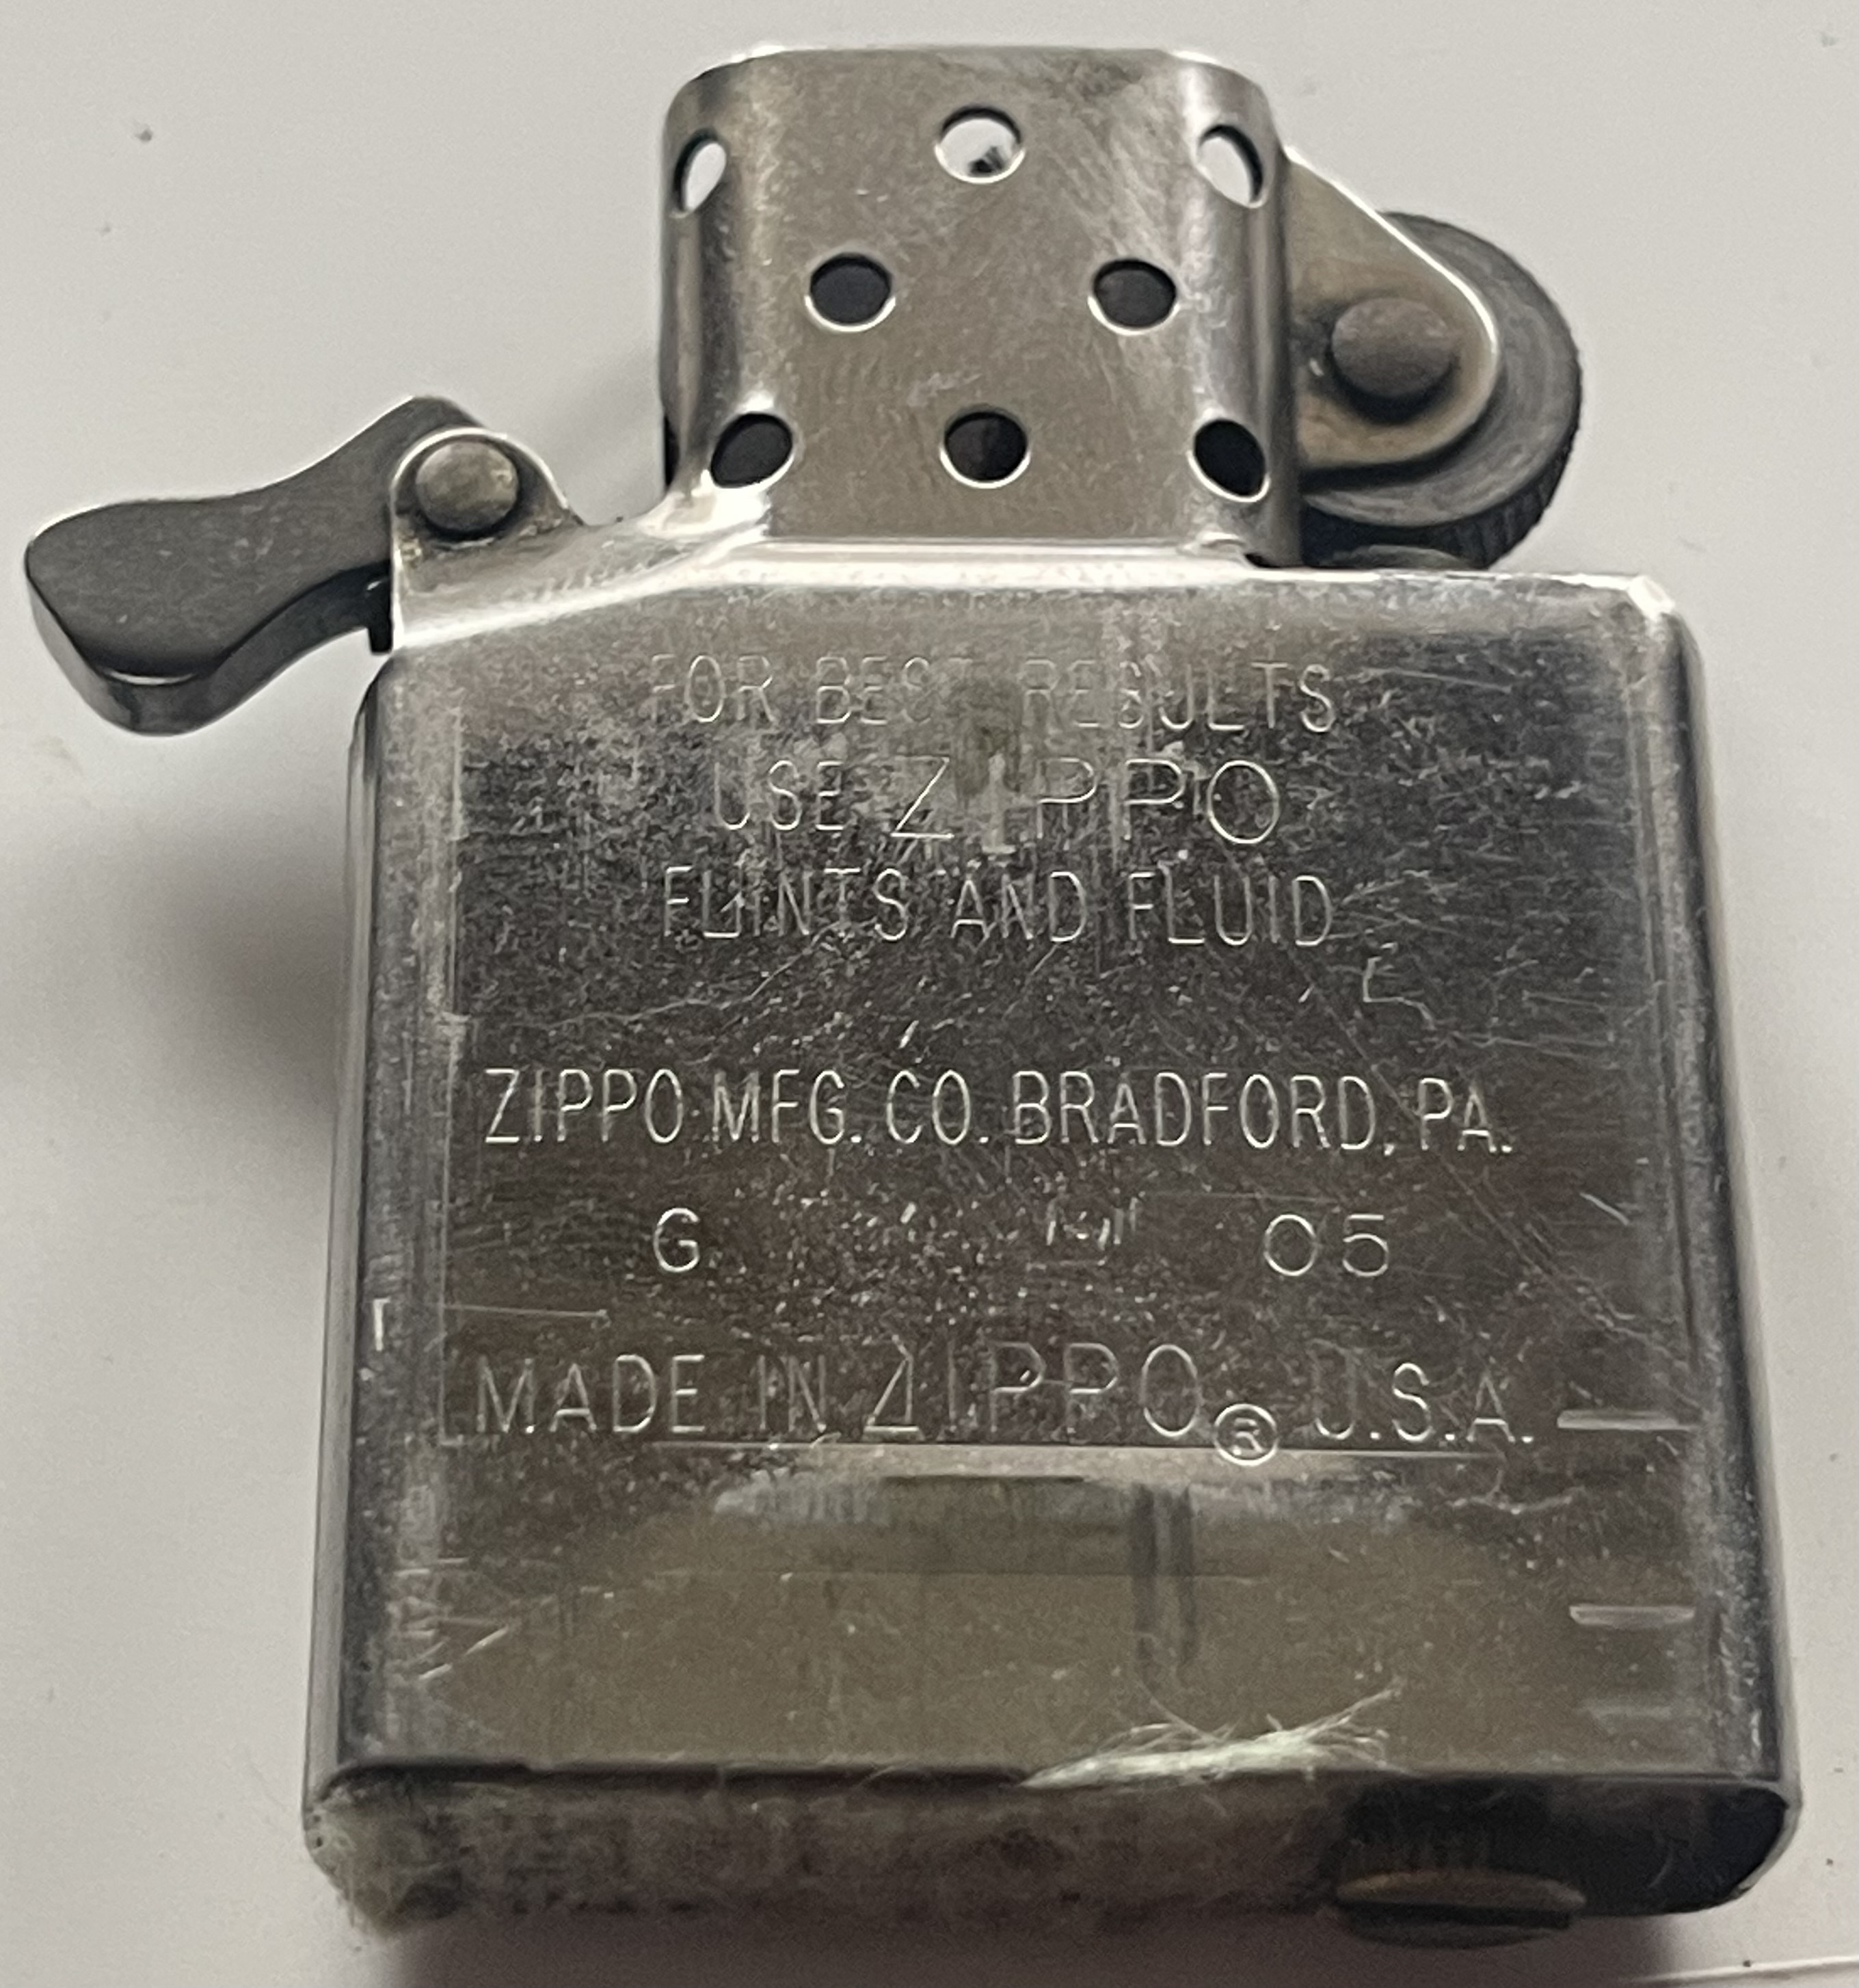 FOR BEST RESULTS
USE ZIPPO
FLINTS AND FLUID
ZIPPO MFG. CO. BRADFORD, PA.
G 05
MADE IN ZIPPO® U.S.A.